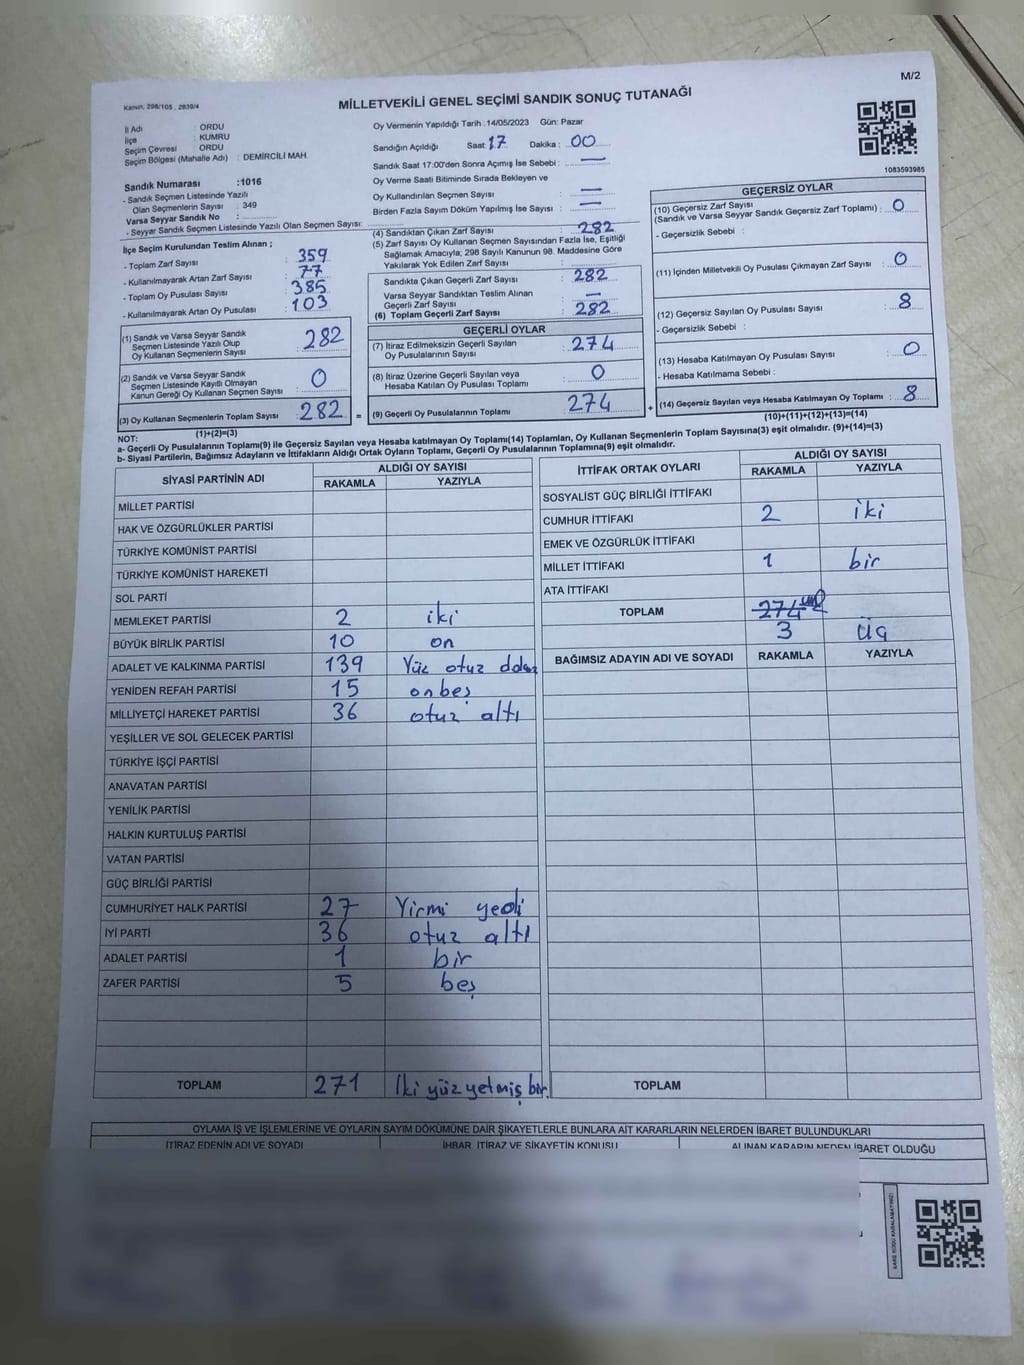 M/2
Kanun, 298/105, 2839/4
MİLLETVEKİLİ GENEL SEÇİMİ SANDIK SONUÇ TUTANAĞI
İl Adı : ORDU
İlçe : KUMRU
Seçim Çevresi : ORDU
Seçim Bölgesi (Mahalle Adı) : DEMİRCİLİ MAH.
Oy Vermenin Yapıldığı Tarih :14/05/2023 Gün: Pazar
Sandığın Açıldığı Saat: 17 Dakika: 00
Sandık Saat 17:00'den Sonra Açımış İse Sebebi : —
Oy Verme Saati Bitiminde Sırada Bekleyen ve
Oy Kullandırılan Seçmen Sayısı : —
Birden Fazla Sayım Döküm Yapılmış İse Sayısı : —
1083593985
Sandık Numarası :1016
- Sandık Seçmen Listesinde Yazılı
Olan Seçmenlerin Sayısı : 349
Varsa Seyyar Sandık No :
- Seyyar Sandık Seçmen Listesinde Yazılı Olan Seçmen Sayısı:
İlçe Seçim Kurulundan Teslim Alınan ;
- Toplam Zarf Sayısı : 359
- Kullanılmayarak Artan Zarf Sayısı : 77
- Toplam Oy Pusulası Sayısı : 385
- Kullanılmayarak Artan Oy Pusulası : 103
(4) Sandıktan Çıkan Zarf Sayısı : 282
(5) Zarf Sayısı Oy Kullanan Seçmen Sayısından Fazla İse, Eşitliği
Sağlamak Amacıyla; 298 Sayılı Kanunun 98. Maddesine Göre
Yakılarak Yok Edilen Zarf Sayısı :
Sandıkta Çıkan Geçerli Zarf Sayısı : 282
Varsa Seyyar Sandıktan Teslim Alınan
Geçerli Zarf Sayısı : —
(6) Toplam Geçerli Zarf Sayısı : 282
GEÇERSİZ OYLAR
(10) Geçersiz Zarf Sayısı
(Sandık ve Varsa Seyyar Sandık Geçersiz Zarf Toplamı) : 0
- Geçersizlik Sebebi :
(11) İçinden Milletvekili Oy Pusulası Çıkmayan Zarf Sayısı : 0
(12) Geçersiz Sayılan Oy Pusulası Sayısı : 8
- Geçersizlik Sebebi :
(13) Hesaba Katılmayan Oy Pusulası Sayısı : 0
- Hesaba Katılmama Sebebi :
(14) Geçersiz Sayılan veya Hesaba Katılmayan Oy Toplamı : 8
(10)+(11)+(12)+(13)=(14)
(1) Sandık ve Varsa Seyyar Sandık
Seçmen Listesinde Yazılı Olup
Oy Kullanan Seçmenlerin Sayısı : 282
(2) Sandık ve Varsa Seyyar Sandık
Seçmen Listesinde Kayıtlı Olmayan
Kanun Gereği Oy Kullanan Seçmen Sayısı : 0
(3) Oy Kullanan Seçmenlerin Toplam Sayısı : 282 =
(1)+(2)=(3)
GEÇERLİ OYLAR
(7) İtiraz Edilmeksizin Geçerli Sayılan
Oy Pusulalarının Sayısı : 274
(8) İtiraz Üzerine Geçerli Sayılan veya
Hesaba Katılan Oy Pusulası Toplamı : 0
(9) Geçerli Oy Pusulalarının Toplamı : 274 +
NOT:
a- Geçerli Oy Pusulalarının Toplamı(9) ile Geçersiz Sayılan veya Hesaba katılmayan Oy Toplamı(14) Toplamları, Oy Kullanan Seçmenlerin Toplam Sayısına(3) eşit olmalıdır. (9)+(14)=(3)
b- Siyasi Partilerin, Bağımsız Adayların ve İttifakların Aldığı Ortak Oyların Toplamı, Geçerli Oy Pusulalarının Toplamına(9) eşit olmalıdır.
SİYASİ PARTİNİN ADI ALDIĞI OY SAYISI
RAKAMLA YAZIYLA
MİLLET PARTİSİ
HAK VE ÖZGÜRLÜKLER PARTİSİ
TÜRKİYE KOMÜNİST PARTİSİ
TÜRKİYE KOMÜNİST HAREKETİ
SOL PARTİ
MEMLEKET PARTİSİ 2 iki
BÜYÜK BİRLİK PARTİSİ 10 on
ADALET VE KALKINMA PARTİSİ 139 Yüz otuz dokuz
YENİDEN REFAH PARTİSİ 15 onbeş
MİLLİYETÇİ HAREKET PARTİSİ 36 otuz altı
YEŞİLLER VE SOL GELECEK PARTİSİ
TÜRKİYE İŞÇİ PARTİSİ
ANAVATAN PARTİSİ
YENİLİK PARTİSİ
HALKIN KURTULUŞ PARTİSİ
VATAN PARTİSİ
GÜÇ BİRLİĞİ PARTİSİ
CUMHURİYET HALK PARTİSİ 27 Yirmi yedi
İYİ PARTİ 36 otuz altı
ADALET PARTİSİ 1 bir
ZAFER PARTİSİ 5 beş
TOPLAM 271 İki yüz yetmiş bir.
İTTİFAK ORTAK OYLARI ALDIĞI OY SAYISI
RAKAMLA YAZIYLA
SOSYALİST GÜÇ BİRLİĞİ İTTİFAKI
CUMHUR İTTİFAKI 2 iki
EMEK VE ÖZGÜRLÜK İTTİFAKI
MİLLET İTTİFAKI 1 bir
ATA İTTİFAKI
TOPLAM 274
3 üç
BAĞIMSIZ ADAYIN ADI VE SOYADI RAKAMLA YAZIYLA
TOPLAM
OYLAMA İŞ VE İŞLEMLERİNE VE OYLARIN SAYIM DÖKÜMÜNE DAİR ŞİKAYETLERLE BUNLARA AİT KARARLARIN NELERDEN İBARET BULUNDUKLARI
İTİRAZ EDENİN ADI VE SOYADI İHBAR, İTİRAZ VE ŞİKAYETİN KONUSU ALINAN KARARIN NEDEN İBARET OLDUĞU